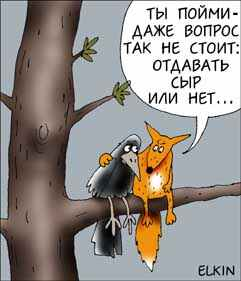 ТЫ ПОЙМИ-
ДАЖЕ ВОПРОС
ТАК НЕ СТОИТ:
ОТДАВАТЬ
СЫР
ИЛИ НЕТ...
ELKIN